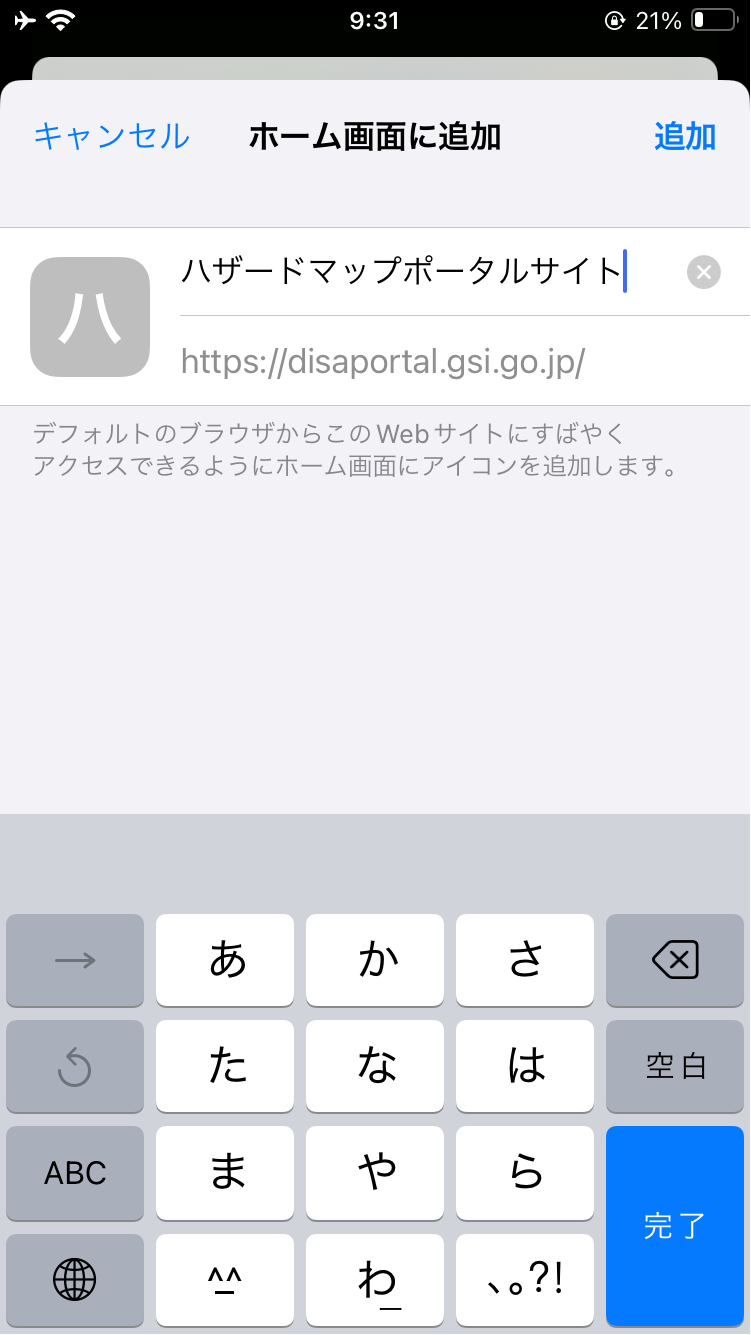 9:31
21%
キャンセル
ホーム画面に追加
追加
ハ
ハザードマップポータルサイト
https://disaportal.gsi.go.jp/
デフォルトのブラウザからこのWebサイトにすばやく
アクセスできるようにホーム画面にアイコンを追加します。
→
あ
か
さ
た
な
は
空白
ABC
ま
や
ら
完了
^_^
わ_
、。?!